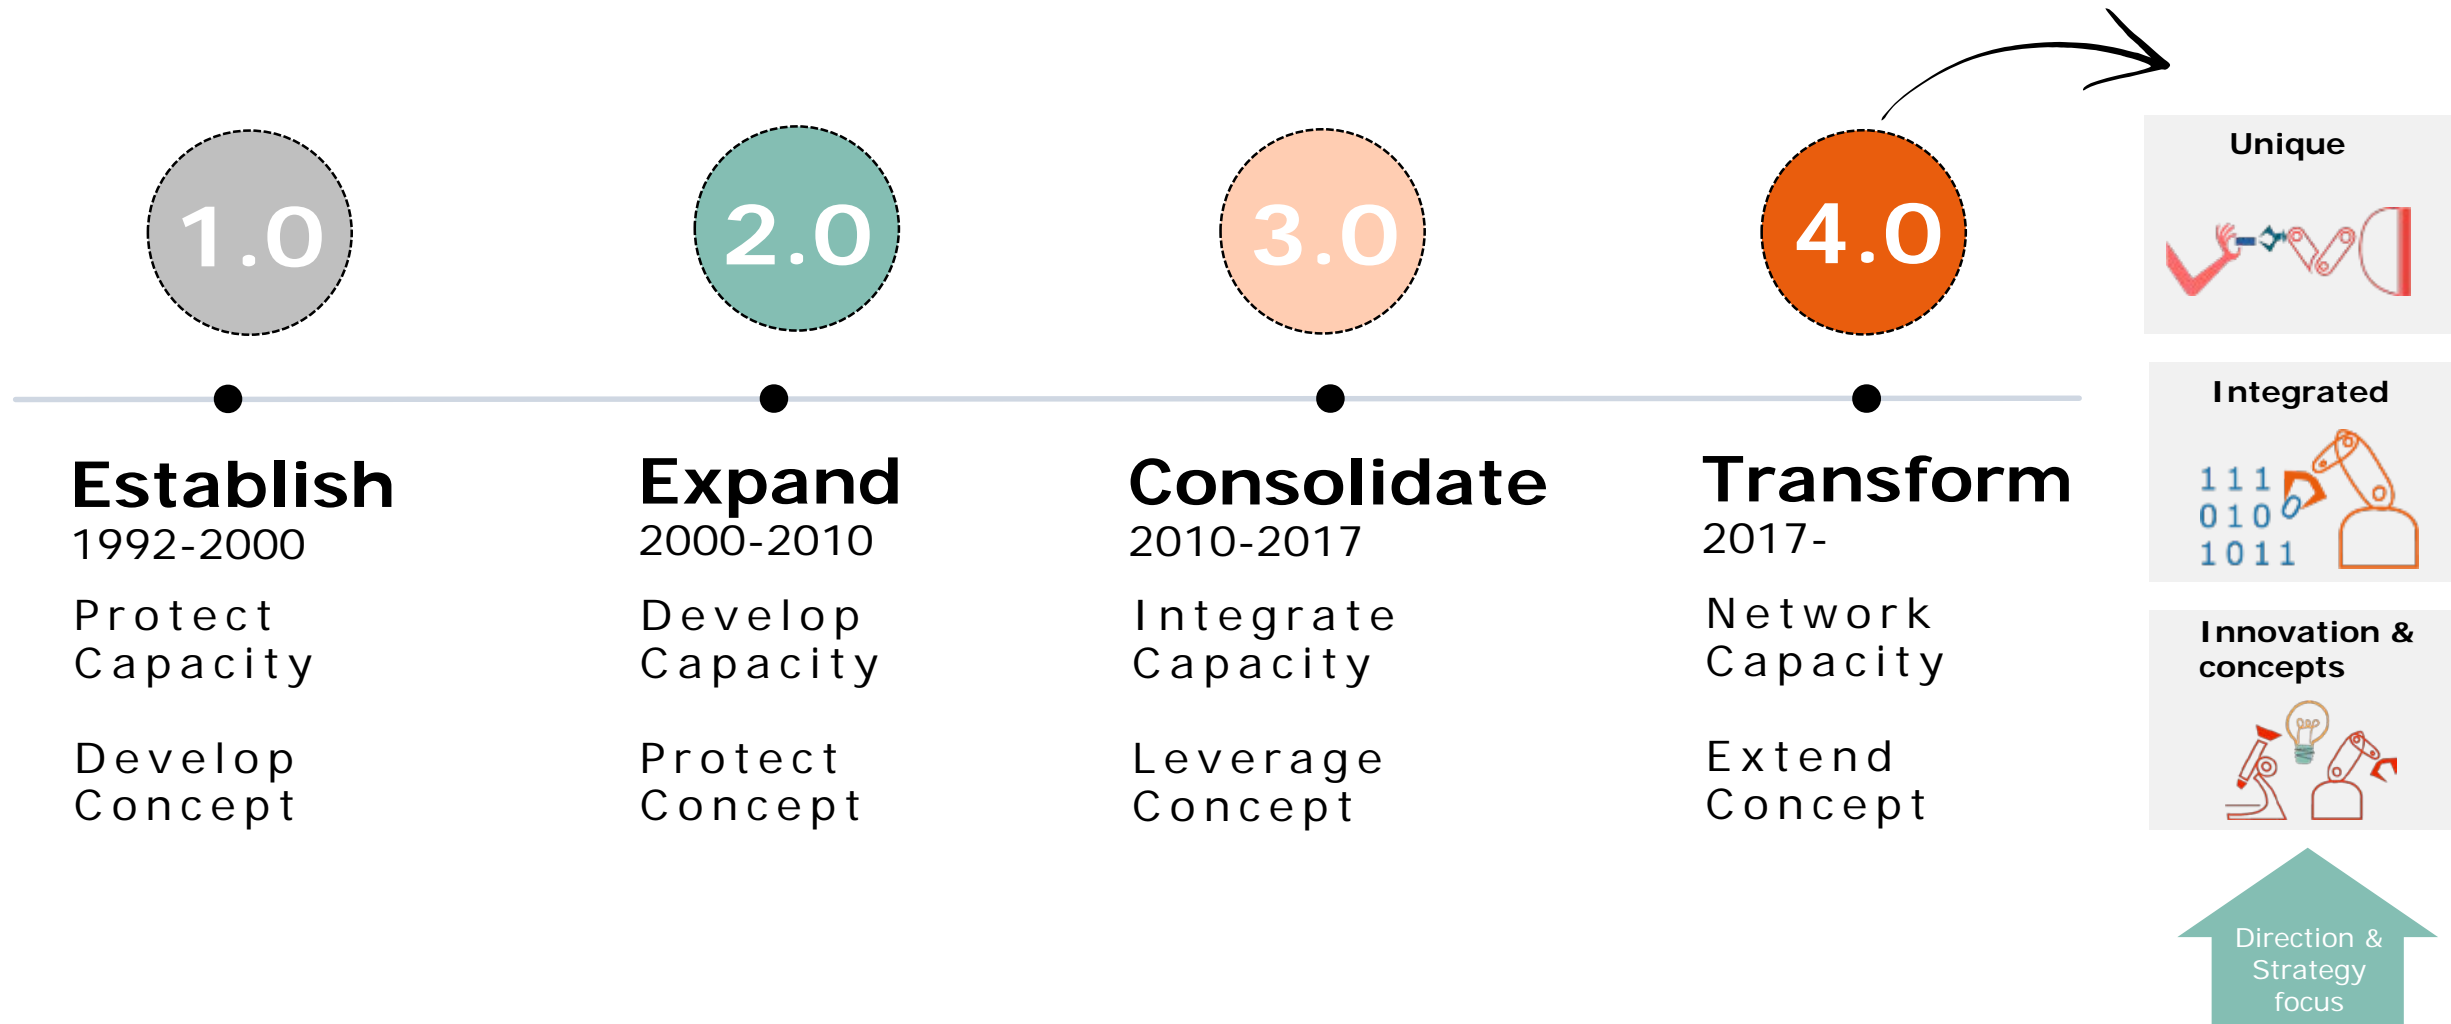 1.0
Establish
1992-2000
Protect
Capacity
Develop
Concept
2.0
Expand
2000-2010
Develop
Capacity
Protect
Concept
3.0
Consolidate
2010-2017
Integrate
Capacity
Leverage
Concept
4.0
Transform
2017-
Network
Capacity
Extend
Concept
Unique
Integrated
111
0100
1011
Innovation &
concepts
Direction &
Strategy
focus